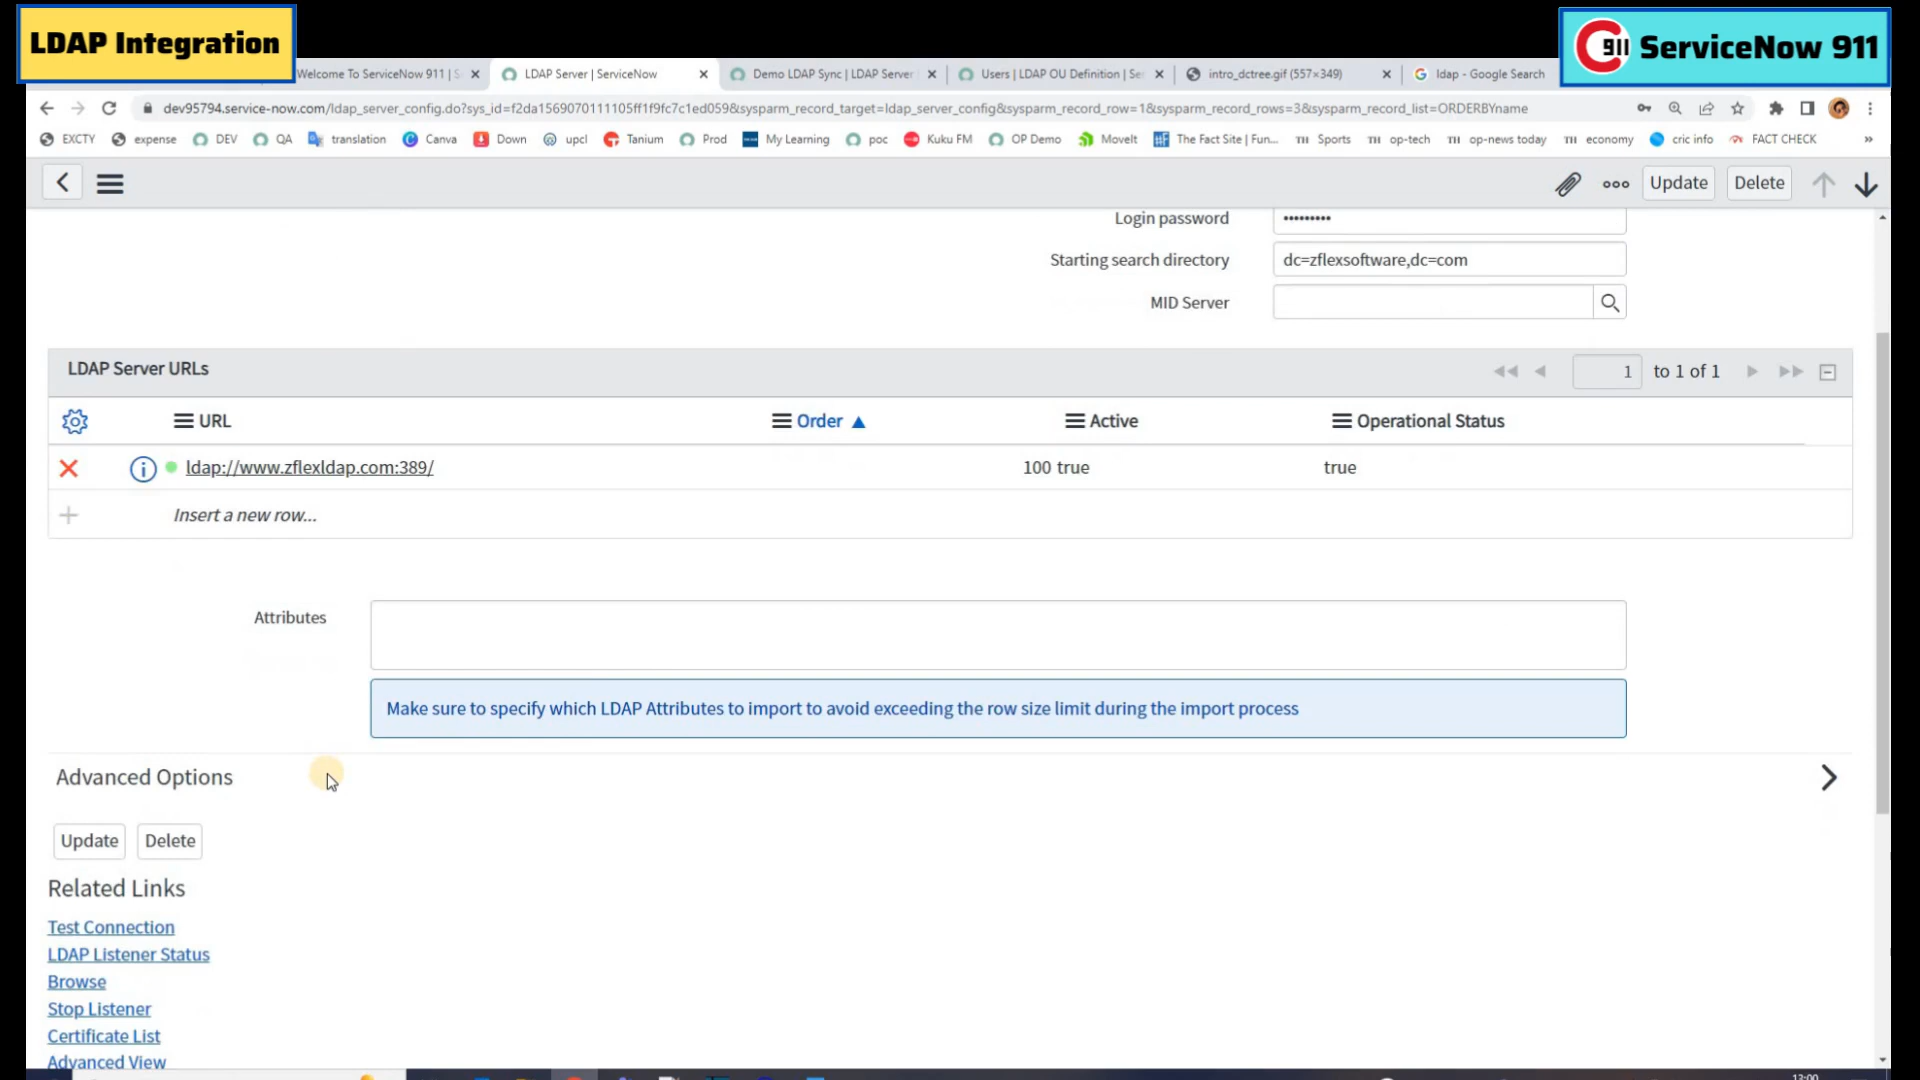 LDAP Integration
911 ServiceNow 911
Welcome To ServiceNow 911 | S
LDAP Server | ServiceNow
Demo LDAP Sync | LDAP Server
Users | LDAP OU Definition | Se
intro_dctree.gif (557×349)
ldap - Google Search
dev95794.service-now.com/ldap_server_config.do?sys_id=f2da1569070111105ff1f9fc7c1ed059&sysparm_record_target=ldap_server_config&sysparm_record_row=1&sysparm_record_rows=3&sysparm_record_list=ORDERBYname
EXCTY expense DEV QA translation Canva Down upcl Tanium Prod My Learning poc Kuku FM OP Demo MoveIt The Fact Site | Fun... TH Sports TH op-tech TH op-news today TH economy cric info FACT CHECK »
Update Delete
Login password •••••••••
Starting search directory dc=zflexsoftware,dc=com
MID Server
LDAP Server URLs 1 to 1 of 1
URL Order Active Operational Status
ldap://www.zflexldap.com:389/ 100 true true
Insert a new row...
Attributes
Make sure to specify which LDAP Attributes to import to avoid exceeding the row size limit during the import process
Advanced Options
Update Delete
Related Links
Test Connection
LDAP Listener Status
Browse
Stop Listener
Certificate List
Advanced View
13:00